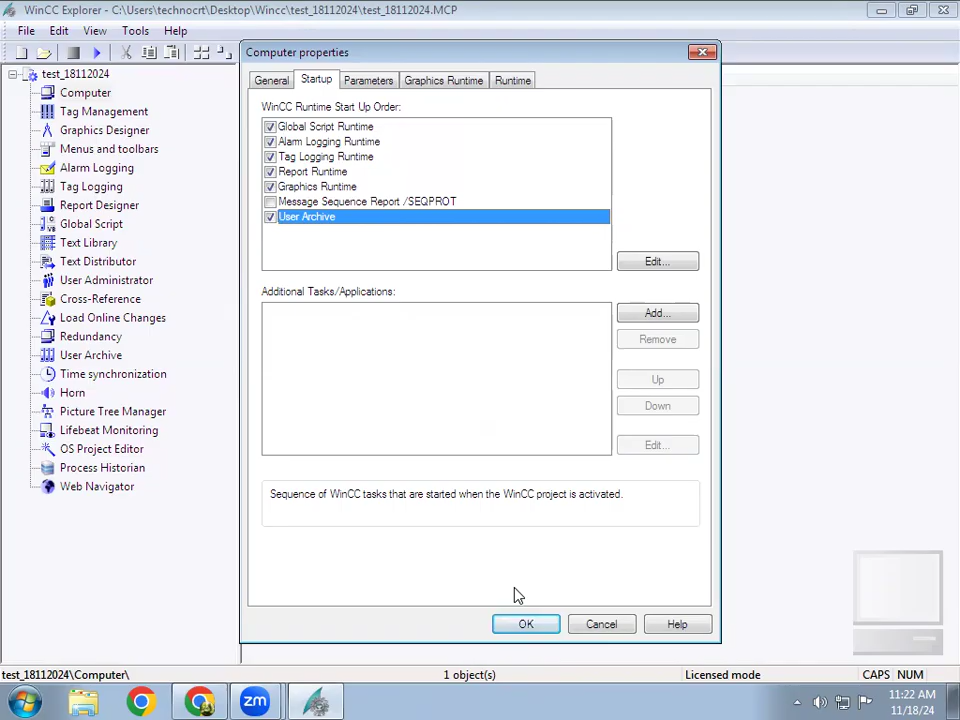 WinCC Explorer - C:\Users\technocrt\Desktop\Wincc\test_18112024\test_18112024.MCP
File Edit View Tools Help
test_18112024
Computer
Tag Management
Graphics Designer
Menus and toolbars
Alarm Logging
Tag Logging
Report Designer
Global Script
Text Library
Text Distributor
User Administrator
Cross-Reference
Load Online Changes
Redundancy
User Archive
Time synchronization
Horn
Picture Tree Manager
Lifebeat Monitoring
OS Project Editor
Process Historian
Web Navigator
Computer properties
General Startup Parameters Graphics Runtime Runtime
WinCC Runtime Start Up Order:
Global Script Runtime
Alarm Logging Runtime
Tag Logging Runtime
Report Runtime
Graphics Runtime
Message Sequence Report /SEQPROT
User Archive
Edit...
Additional Tasks/Applications:
Add...
Remove
Up
Down
Edit...
Sequence of WinCC tasks that are started when the WinCC project is activated.
OK Cancel Help
test_18112024\Computer\ 1 object(s) Licensed mode CAPS NUM
zm
11:22 AM
11/18/24